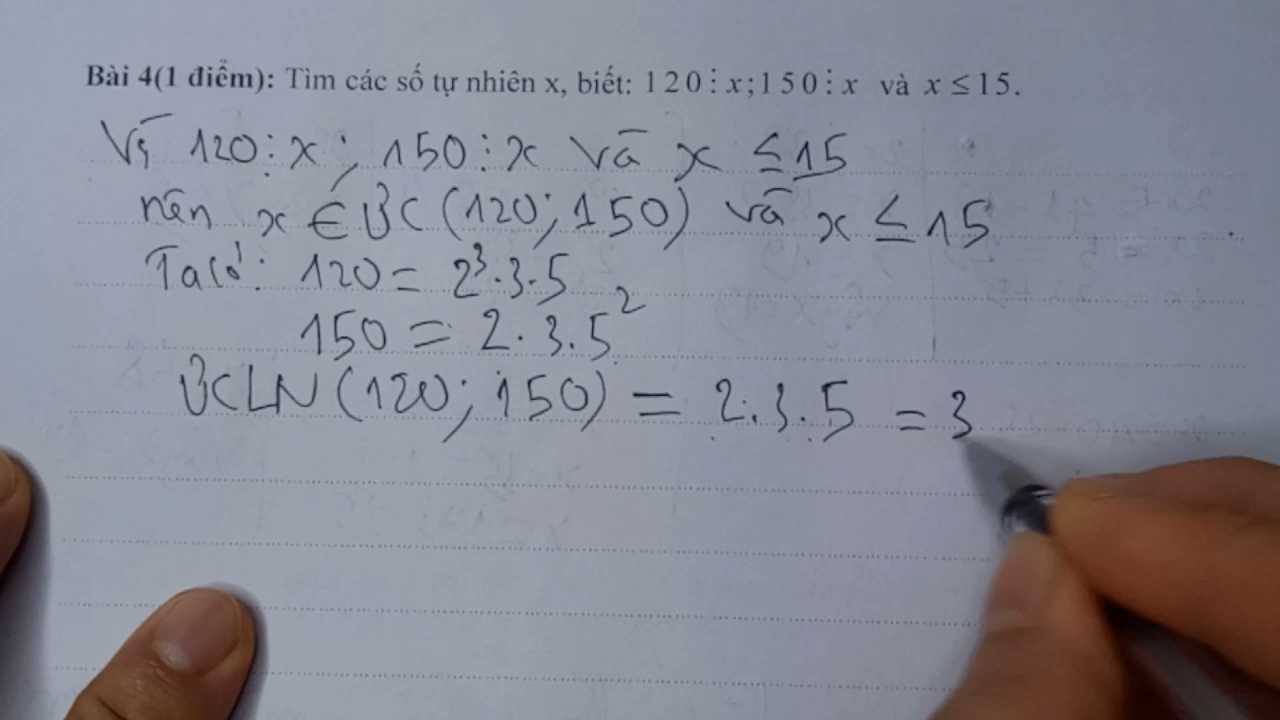 Bài 4(1 điểm): Tìm các số tự nhiên x, biết: 120⋮x;150⋮x và x ≤ 15.
Vì 120⋮x; 150⋮x và x ≤ 15
nên x ∈ ƯC(120; 150) và x ≤ 15
Ta có: 120 = 2³.3.5
150 = 2.3.5²
ƯCLN(120; 150) = 2.3.5 = 3